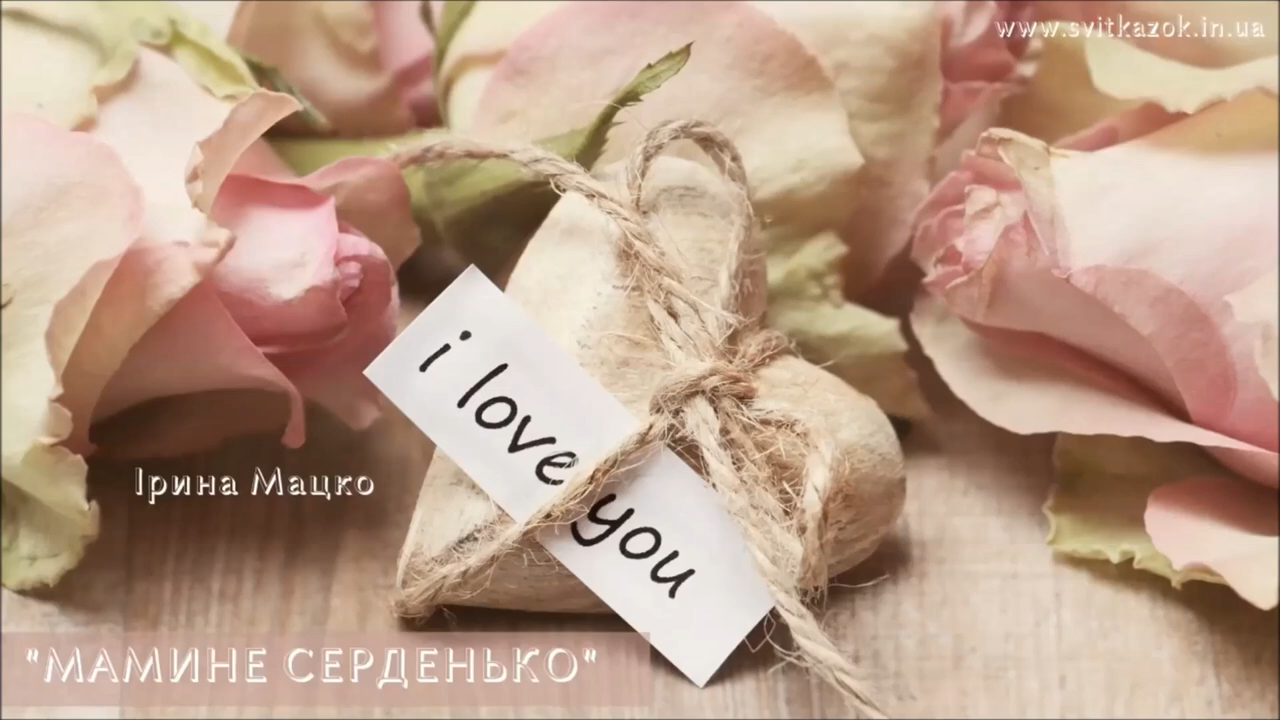 www.svitkazok.in.ua
i love you
Ірина Мацко
"МАМИНЕ СЕРДЕНЬКО"